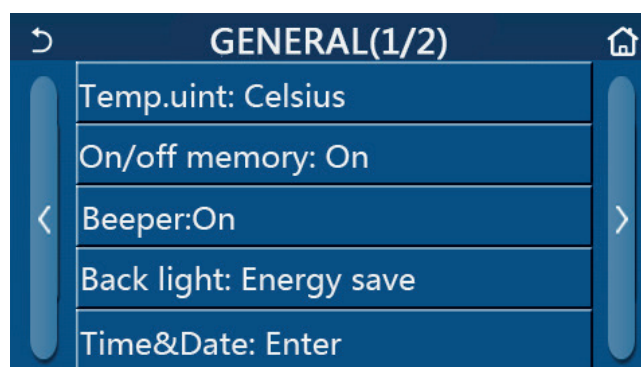 GENERAL(1/2)
Temp.uint: Celsius
On/off memory: On
Beeper:On
Back light: Energy save
Time&Date: Enter